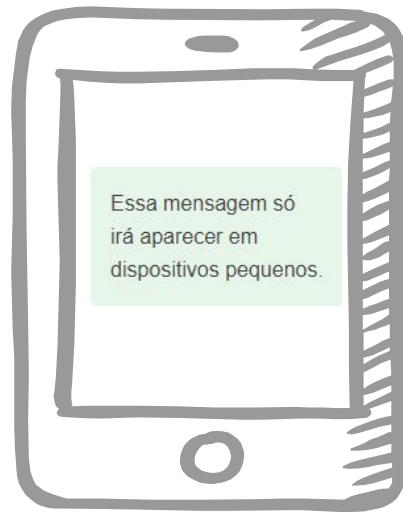 Essa mensagem só
irá aparecer em
dispositivos pequenos.